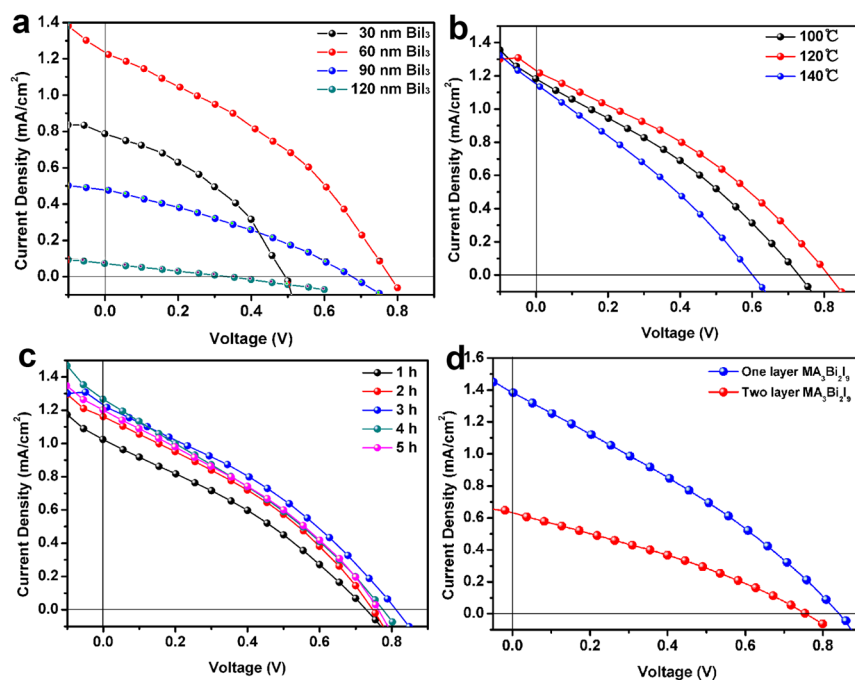 a
30 nm BiI₃
60 nm BiI₃
90 nm BiI₃
120 nm BiI₃
Current Density (mA/cm²)
1.4
1.2
1.0
0.8
0.6
0.4
0.2
0.0
0.0 0.2 0.4 0.6 0.8
Voltage (V)
b
100℃
120℃
140℃
Current Density (mA/cm²)
1.6
1.4
1.2
1.0
0.8
0.6
0.4
0.2
0.0
0.0 0.2 0.4 0.6 0.8
Voltage (V)
c
1 h
2 h
3 h
4 h
5 h
Current Density (mA/cm²)
1.4
1.2
1.0
0.8
0.6
0.4
0.2
0.0
0.0 0.2 0.4 0.6 0.8
Voltage (V)
d
One layer MA₃Bi₂I₉
Two layer MA₃Bi₂I₉
Current Density (mA/cm²)
1.6
1.4
1.2
1.0
0.8
0.6
0.4
0.2
0.0
0.0 0.2 0.4 0.6 0.8
Voltage (V)